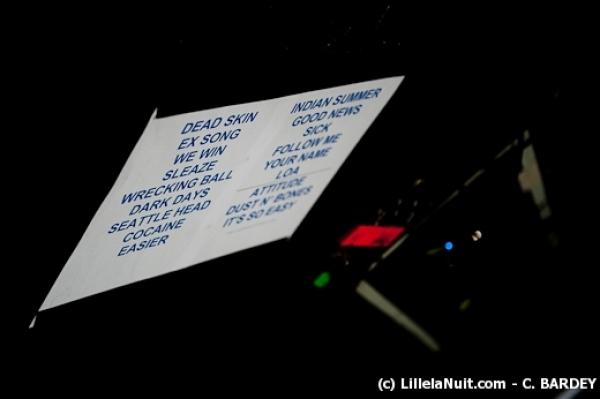 DEAD SKIN
EX SONG
WE WIN
SLEAZE
WRECKING BALL
DARK DAYS
SEATTLE HEAD
COCAINE
EASIER
INDIAN SUMMER
GOOD NEWS
SICK
FOLLOW ME
YOUR NAME
LOA
ATTITUDE
DUST N' BONES
IT'S SO EASY
(c) LillelaNuit.com - C. BARDEY